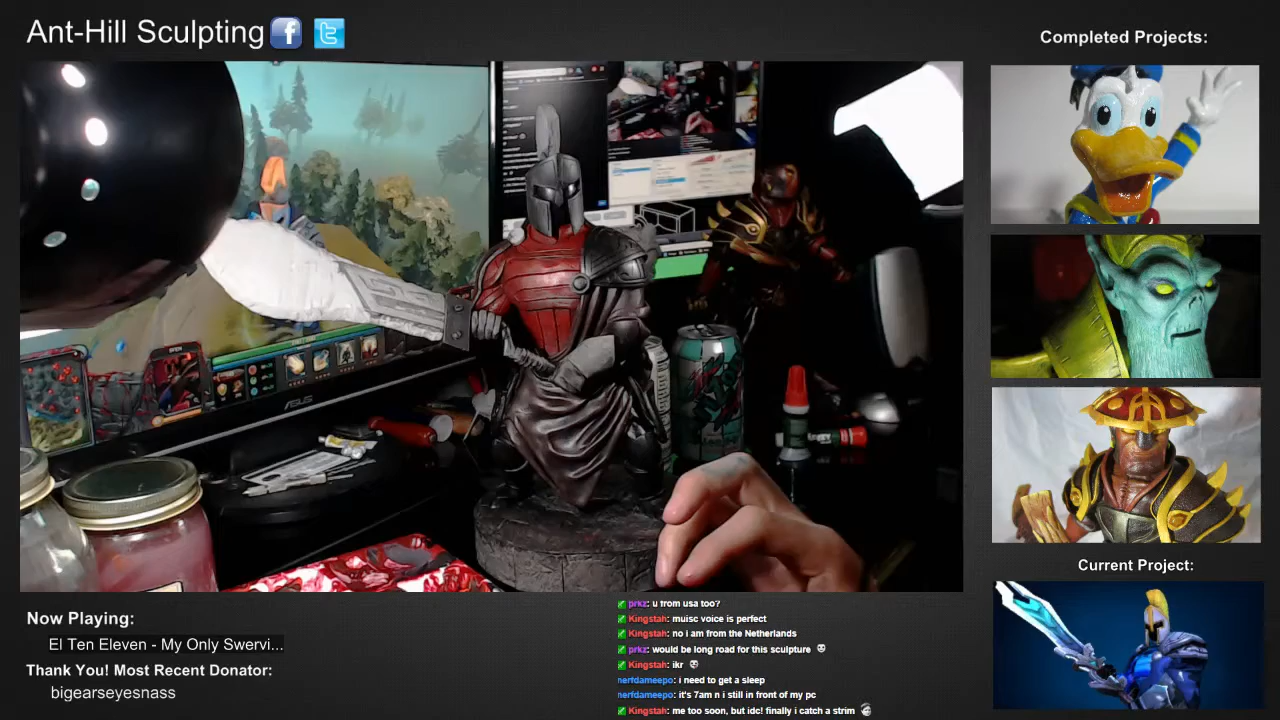 Ant-Hill Sculpting
Completed Projects:
ASUS
Current Project:
Now Playing:
El Ten Eleven - My Only Swervi...
Thank You! Most Recent Donator:
bigearseyesnass
prkz: u from usa too?
Kingstah: muisc voice is perfect
Kingstah: no i am from the Netherlands
prkz: would be long road for this sculpture
Kingstah: ikr
nerfdameepo: i need to get a sleep
nerfdameepo: it's 7am n i still in front of my pc
Kingstah: me too soon, but idc! finally i catch a strim